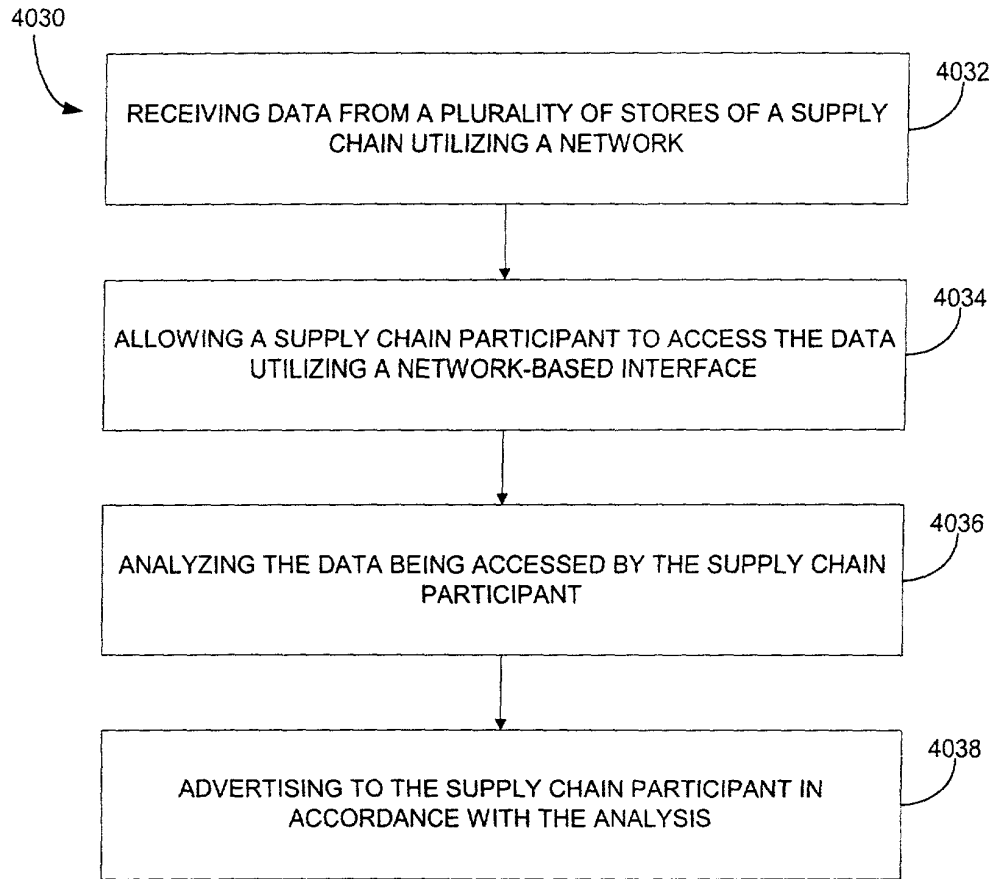 4030
4032
RECEIVING DATA FROM A PLURALITY OF STORES OF A SUPPLY
CHAIN UTILIZING A NETWORK
4034
ALLOWING A SUPPLY CHAIN PARTICIPANT TO ACCESS THE DATA
UTILIZING A NETWORK-BASED INTERFACE
4036
ANALYZING THE DATA BEING ACCESSED BY THE SUPPLY CHAIN
PARTICIPANT
4038
ADVERTISING TO THE SUPPLY CHAIN PARTICIPANT IN
ACCORDANCE WITH THE ANALYSIS